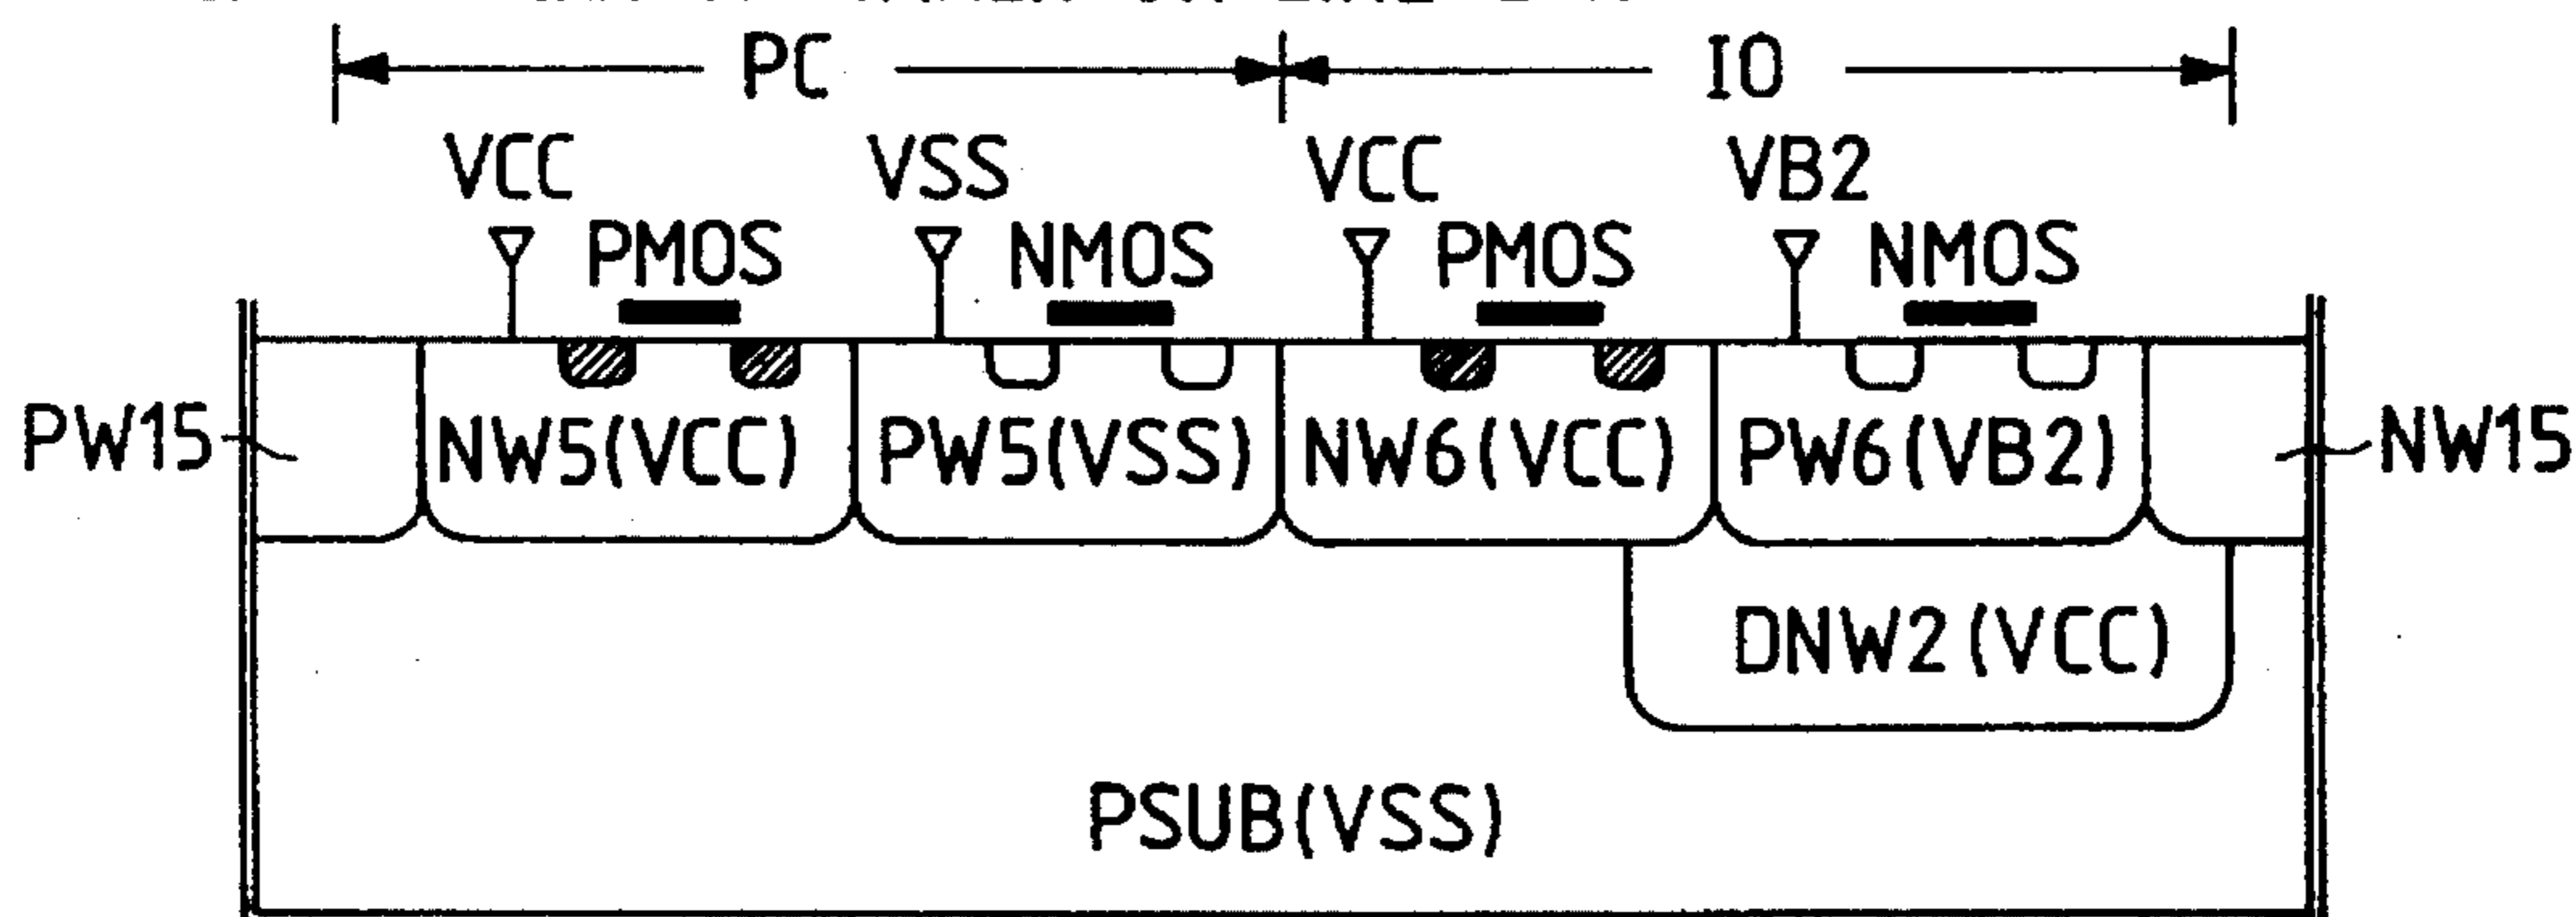 PC IO
VCC VSS VCC VB2
PMOS NMOS PMOS NMOS
PW15 NW5(VCC) PW5(VSS) NW6(VCC) PW6(VB2) NW15
DNW2(VCC)
PSUB(VSS)